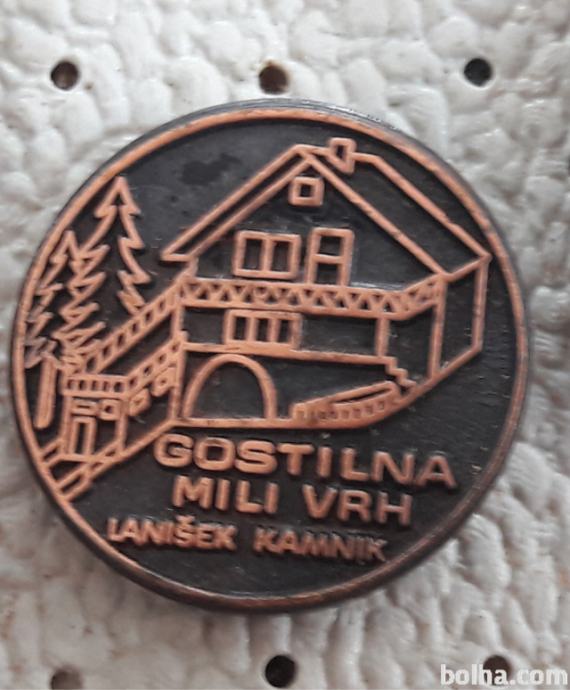 GOSTILNA
MILI VRH
LANIŠEK KAMNIK
bolha.com